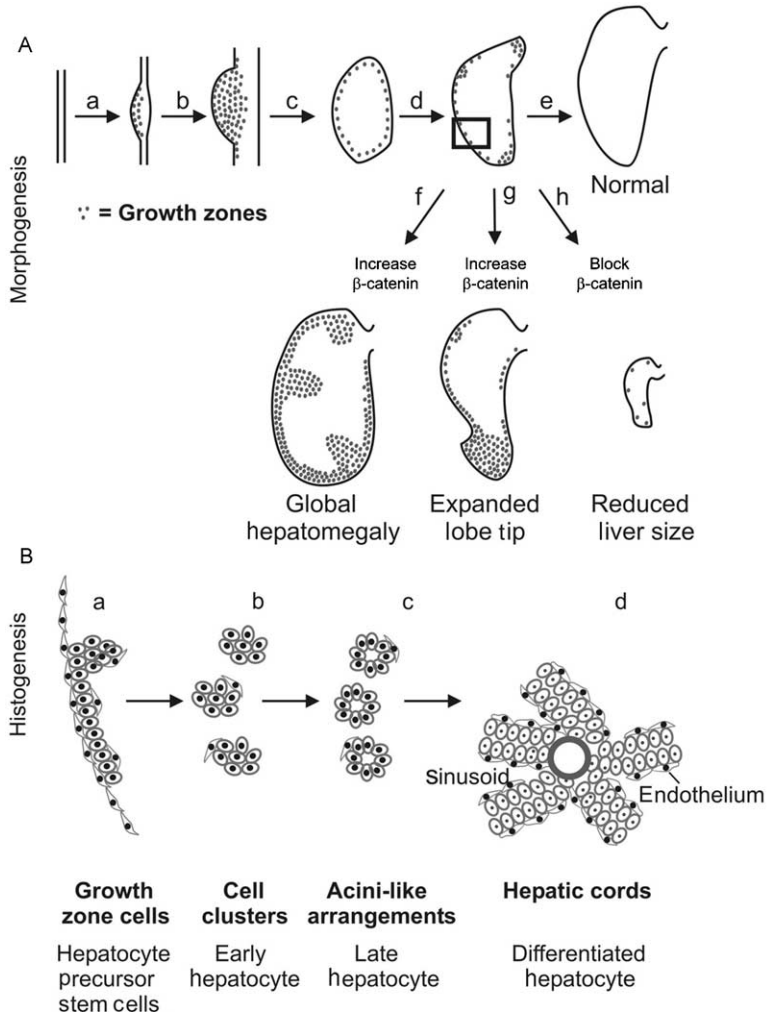 A
Morphogenesis
a
b
c
d
e
= Growth zones
Normal
f
g
h
Increase
β-catenin
Increase
β-catenin
Block
β-catenin
Global
hepatomegaly
Expanded
lobe tip
Reduced
liver size
B
Histogenesis
a
b
c
d
Sinusoid
Endothelium
Growth
zone cells
Cell
clusters
Acini-like
arrangements
Hepatic cords
Hepatocyte
precursor
stem cells
Early
hepatocyte
Late
hepatocyte
Differentiated
hepatocyte